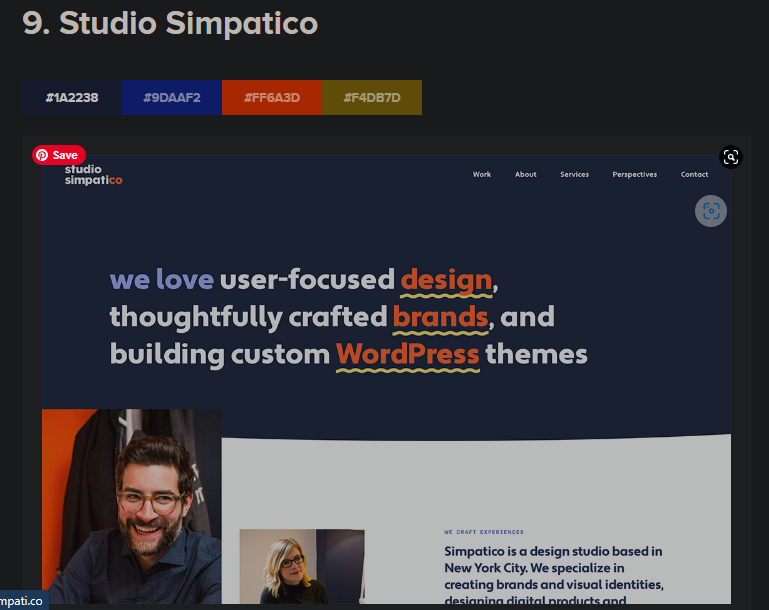 9. Studio Simpatico
#1A2238
#9DAAF2
#FF6A3D
#F4DB7D
Save
studio
simpatico
Work
About
Services
Perspectives
Contact
we love user-focused design,
thoughtfully crafted brands, and
building custom WordPress themes
WE CRAFT EXPERIENCES
Simpatico is a design studio based in
New York City. We specialize in
creating brands and visual identities,
designing digital products and
mpati.co